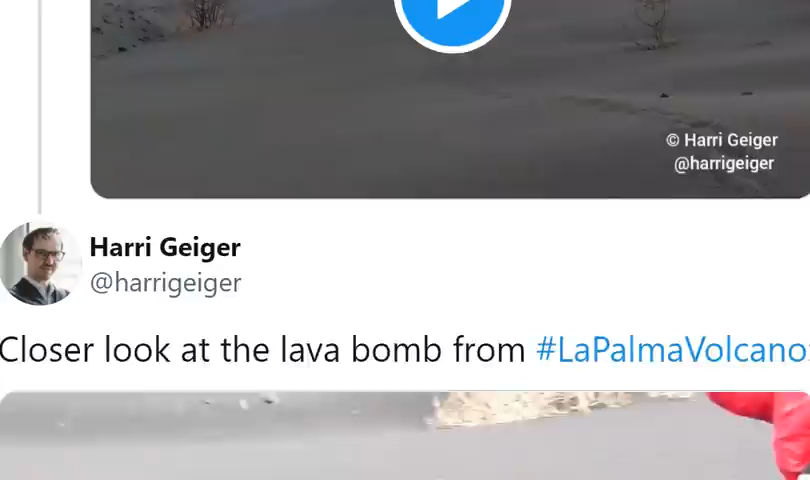 © Harri Geiger
@harrigeiger
Harri Geiger
@harrigeiger
Closer look at the lava bomb from #LaPalmaVolcano: